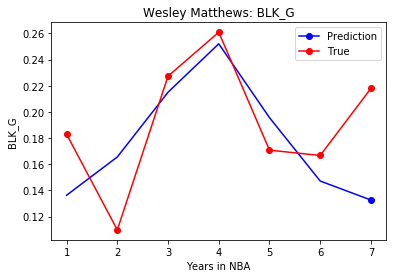 Wesley Matthews: BLK_G
Prediction
True
0.26
0.24
0.22
0.20
0.18
0.16
0.14
0.12
BLK_G
1 2 3 4 5 6 7
Years in NBA